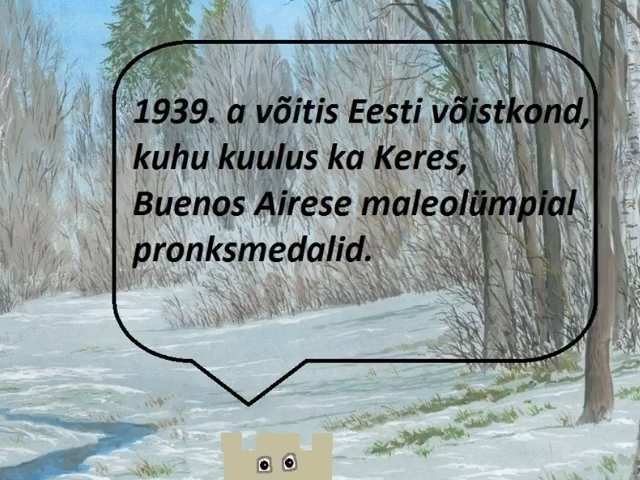 1939. a võitis Eesti võistkond,
kuhu kuulus ka Keres,
Buenos Airese maleolümpial
pronksmedalid.